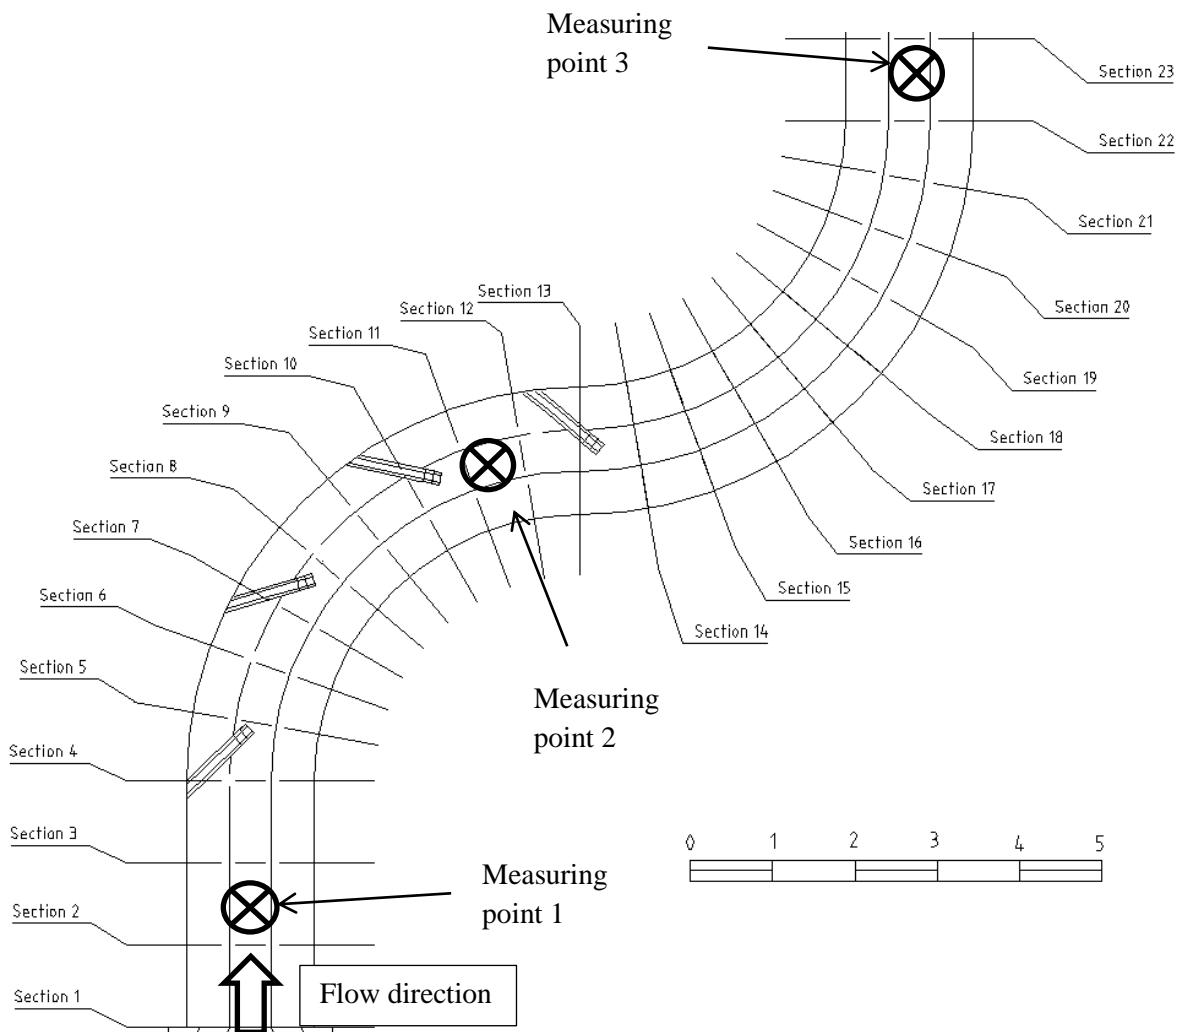 Measuring
point 3
Section 23
Section 22
Section 21
Section 20
Section 19
Section 18
Section 17
Section 16
Section 15
Section 14
Section 13
Section 12
Section 11
Section 10
Section 9
Section 8
Section 7
Section 6
Section 5
Section 4
Section 3
Section 2
Section 1
Measuring
point 2
Measuring
point 1
Flow direction
0 1 2 3 4 5